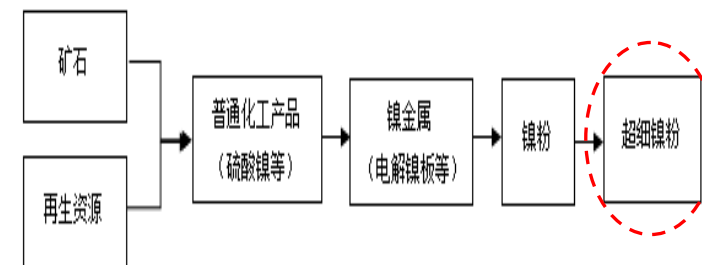 矿石
再生资源
普通化工产品
（硫酸镍等）
镍金属
（电解镍板等）
镍粉
超细镍粉